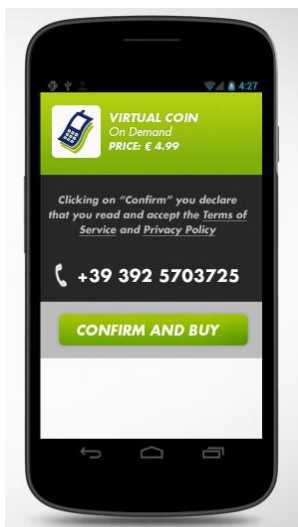 4:27
VIRTUAL COIN
On Demand
PRICE: € 4.99
Clicking on "Confirm" you declare
that you read and accept the Terms of
Service and Privacy Policy
+39 392 5703725
CONFIRM AND BUY